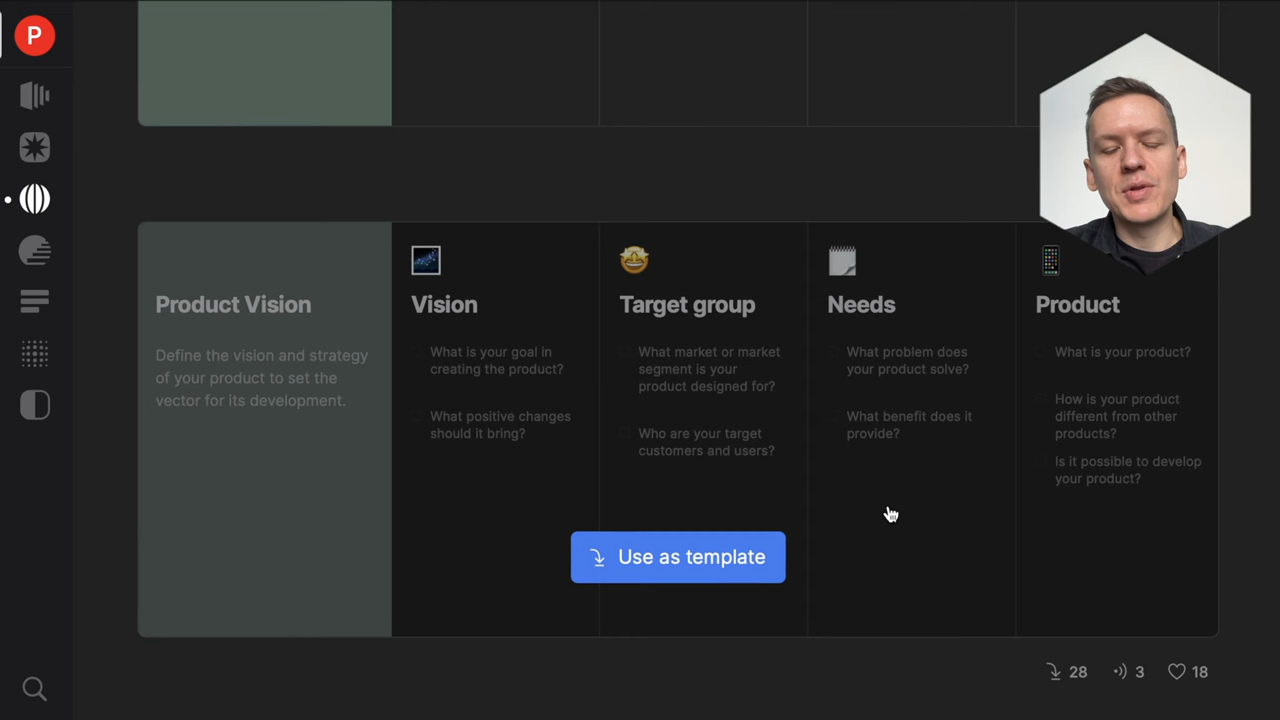 P
Product Vision
Define the vision and strategy
of your product to set the
vector for its development.
Vision
What is your goal in
creating the product?
What positive changes
should it bring?
Target group
What market or market
segment is your
product designed for?
Who are your target
customers and users?
Needs
What problem does
your product solve?
What benefit does it
provide?
Product
What is your product?
How is your product
different from other
products?
Is it possible to develop
your product?
Use as template
28 3 18